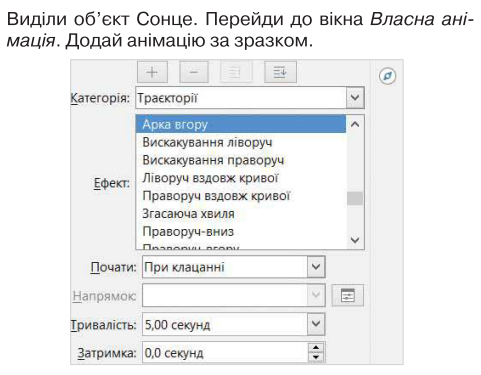 Виділи об’єкт Сонце. Перейди до вікна Власна ані-
мація. Додай анімацію за зразком.
Категорія: Траєкторії
Арка вгору
Вискакування ліворуч
Вискакування праворуч
Ефект: Ліворуч вздовж кривої
Праворуч вздовж кривої
Згасаюча хвиля
Праворуч-вниз
Праворуч-вгору
Почати: При клацанні
Напрямок:
Тривалість: 5,00 секунд
Затримка: 0,0 секунд